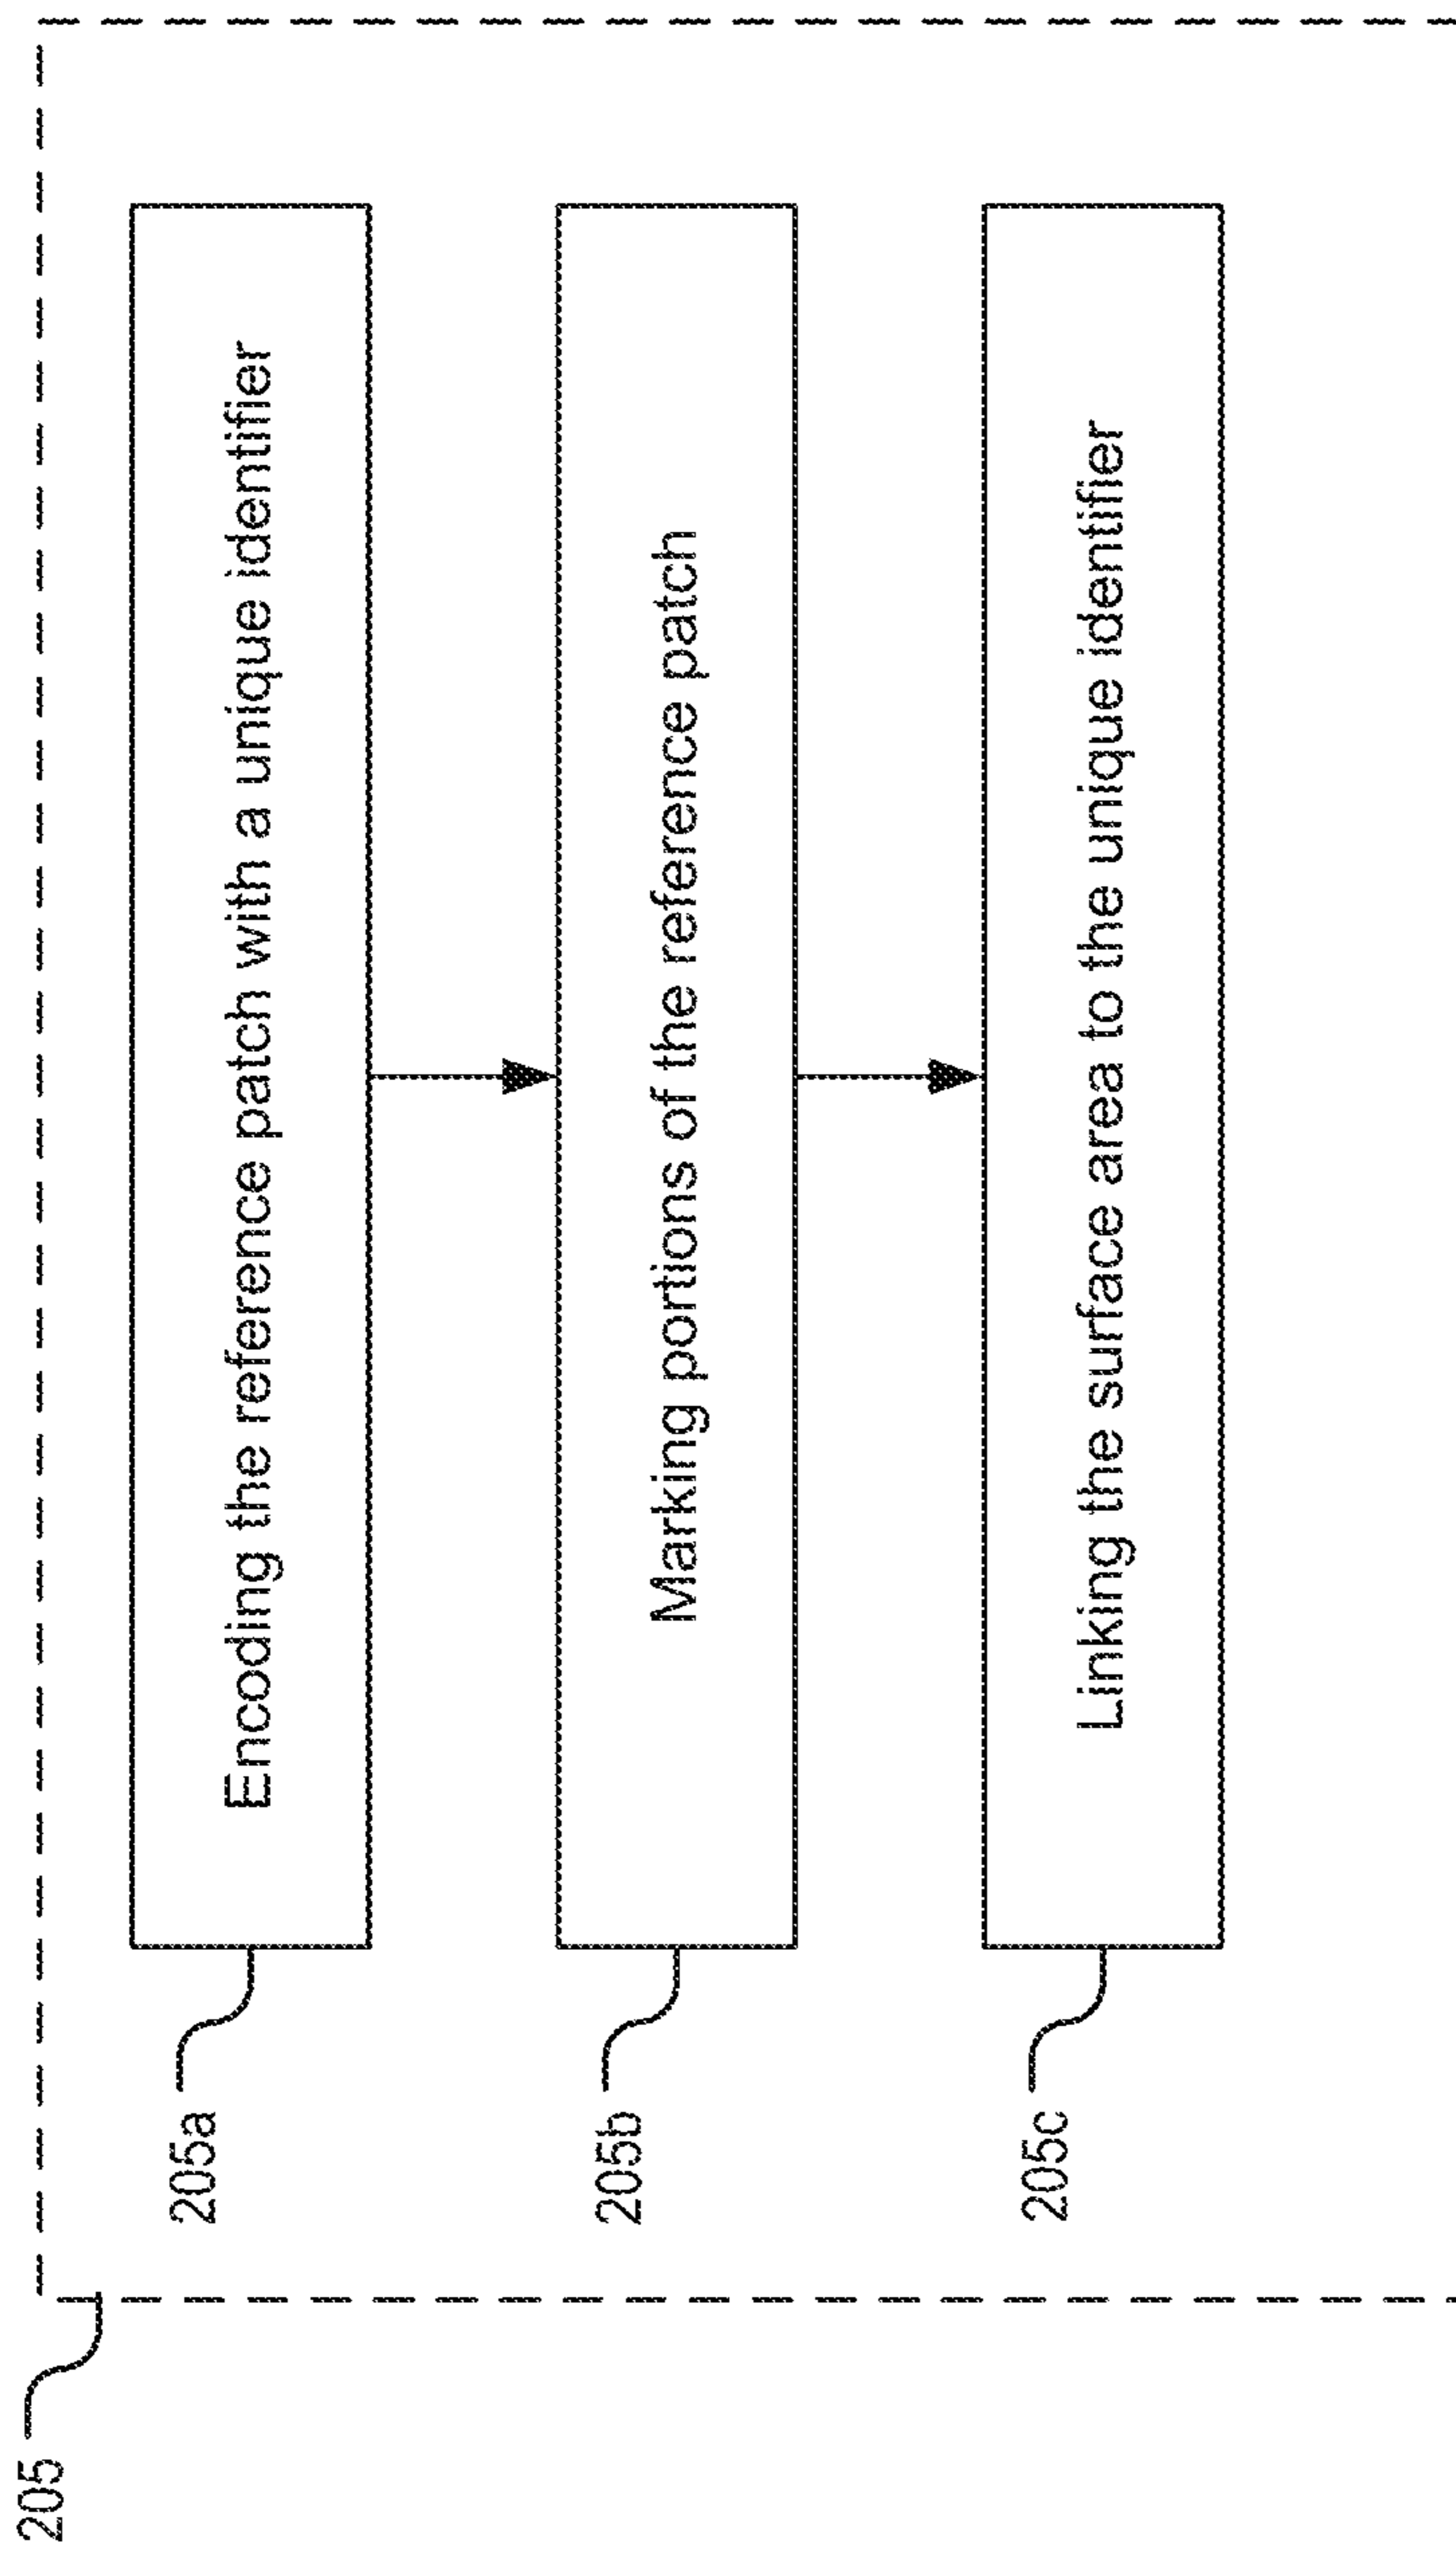 205
205a
Encoding the reference patch with a unique identifier
205b
Marking portions of the reference patch
205c
Linking the surface area to the unique identifier